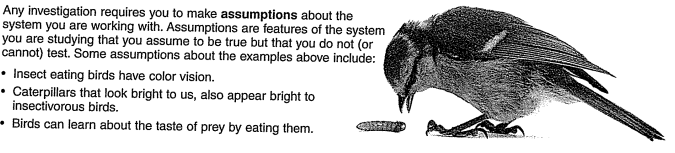 Any investigation requires you to make assumptions about the
system you are working with. Assumptions are features of the system
you are studying that you assume to be true but that you do not (or
cannot) test. Some assumptions about the examples above include:
• Insect eating birds have color vision.
• Caterpillars that look bright to us, also appear bright to
insectivorous birds.
• Birds can learn about the taste of prey by eating them.